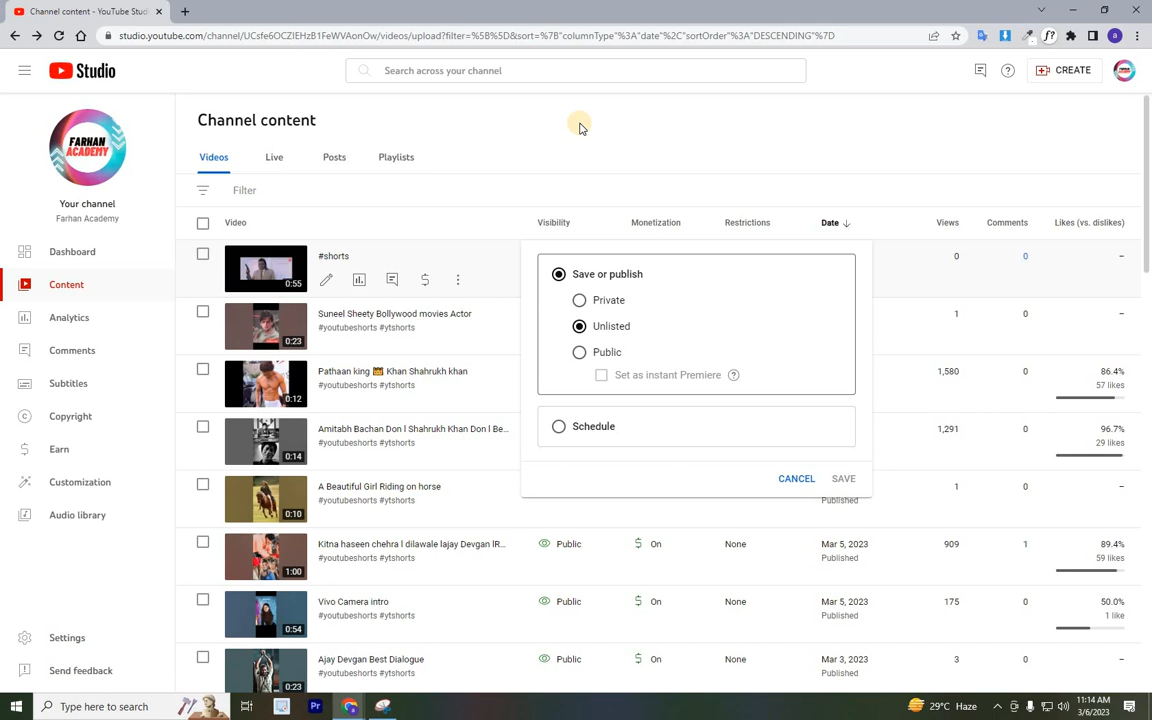 Channel content - YouTube Studi
studio.youtube.com/channel/UCsfe6OCZIEHzB1FeWVAonOw/videos/upload?filter=%5B%5D&sort=%7B"columnType"%3A"date"%2C"sortOrder"%3A"DESCENDING"%7D
Studio
Search across your channel
CREATE
FARHAN
ACADEMY
Your channel
Farhan Academy
Dashboard
Content
Analytics
Comments
Subtitles
Copyright
Earn
Customization
Audio library
Settings
Send feedback
Channel content
Videos Live Posts Playlists
Filter
Video Visibility Monetization Restrictions Date Views Comments Likes (vs. dislikes)
0:55 #shorts 0 0 –
Suneel Sheety Bollywood movies Actor
#youtubeshorts #ytshorts
0:23 1 0 –
Pathaan king Khan Shahrukh khan
#youtubeshorts #ytshorts
0:12 1,580 0 86.4%
57 likes
Amitabh Bachan Don l Shahrukh Khan Don l Be...
#youtubeshorts #ytshorts
0:14 1,291 0 96.7%
29 likes
A Beautiful Girl Riding on horse
#youtubeshorts #ytshorts
0:10 1 0 –
Published
Kitna haseen chehra l dilawale lajay Devgan lR...
#youtubeshorts #ytshorts
1:00 Public On None Mar 5, 2023 909 1 89.4%
Published 59 likes
Vivo Camera intro
#youtubeshorts #ytshorts
0:54 Public On None Mar 5, 2023 175 0 50.0%
Published 1 like
Ajay Devgan Best Dialogue
#youtubeshorts #ytshorts
0:23 Public On None Mar 3, 2023 3 0 –
Published
Save or publish
Private
Unlisted
Public
Set as instant Premiere
Schedule
CANCEL SAVE
Type here to search
Pr
29°C Haze
11:14 AM
3/6/2023